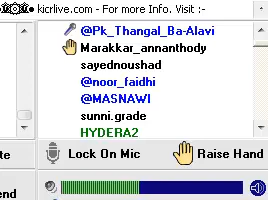 kicrlive.com - For more Info. Visit :-
@Pk_Thangal_Ba-Alavi
Marakkar_annanthody
sayednoushad
@noor_faidhi
@MASNAWI
sunni.grade
HYDERA2
te
Lock On Mic
Raise Hand
end